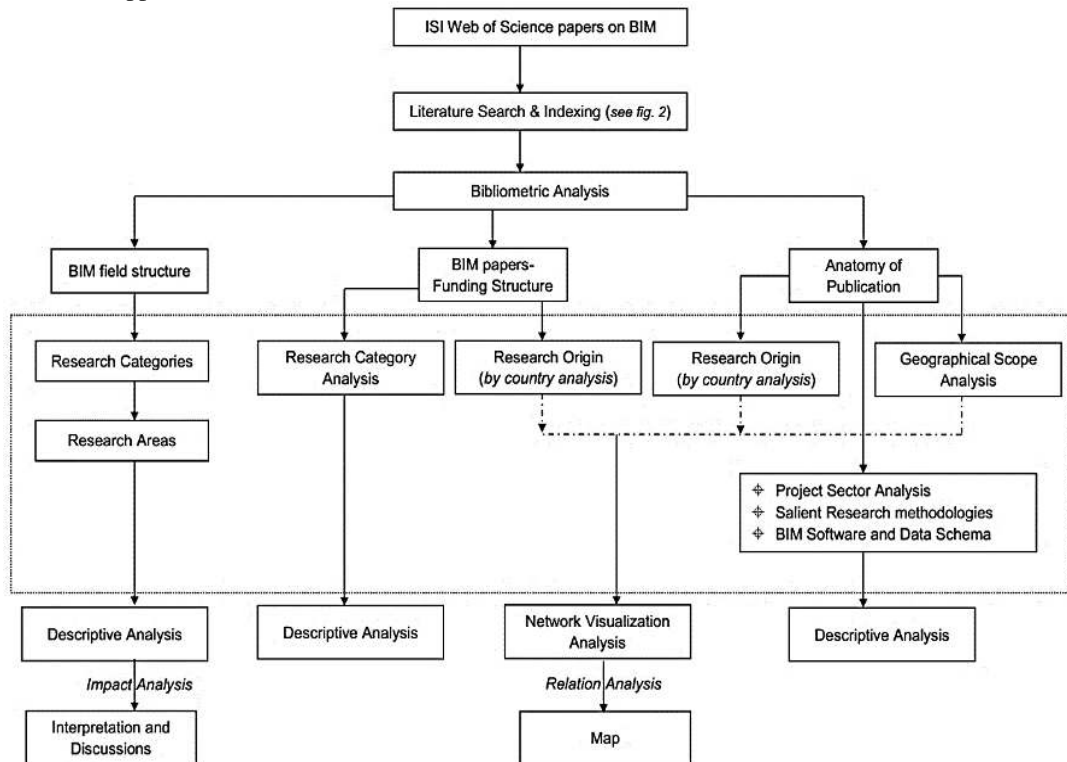 ISI Web of Science papers on BIM
Literature Search & Indexing (see fig. 2)
Bibliometric Analysis
BIM field structure
BIM papers-
Funding Structure
Anatomy of
Publication
Research Categories
Research Category
Analysis
Research Origin
(by country analysis)
Research Origin
(by country analysis)
Geographical Scope
Analysis
Research Areas
Project Sector Analysis
Salient Research methodologies
BIM Software and Data Schema
Descriptive Analysis
Descriptive Analysis
Network Visualization
Analysis
Descriptive Analysis
Impact Analysis
Relation Analysis
Interpretation and
Discussions
Map